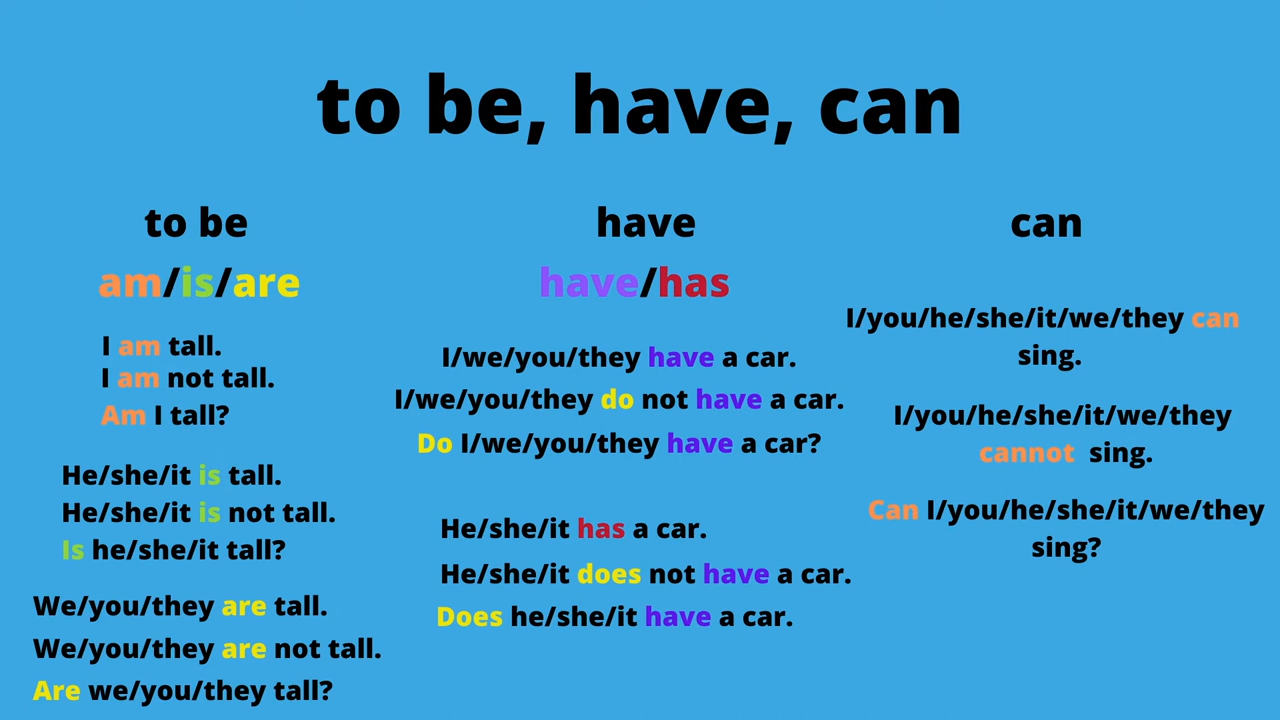 to be, have, can
to be
am/is/are
I am tall.
I am not tall.
Am I tall?
He/she/it is tall.
He/she/it is not tall.
Is he/she/it tall?
We/you/they are tall.
We/you/they are not tall.
Are we/you/they tall?
have
have/has
I/we/you/they have a car.
I/we/you/they do not have a car.
Do I/we/you/they have a car?
He/she/it has a car.
He/she/it does not have a car.
Does he/she/it have a car.
can
I/you/he/she/it/we/they can
sing.
I/you/he/she/it/we/they
cannot sing.
Can I/you/he/she/it/we/they
sing?